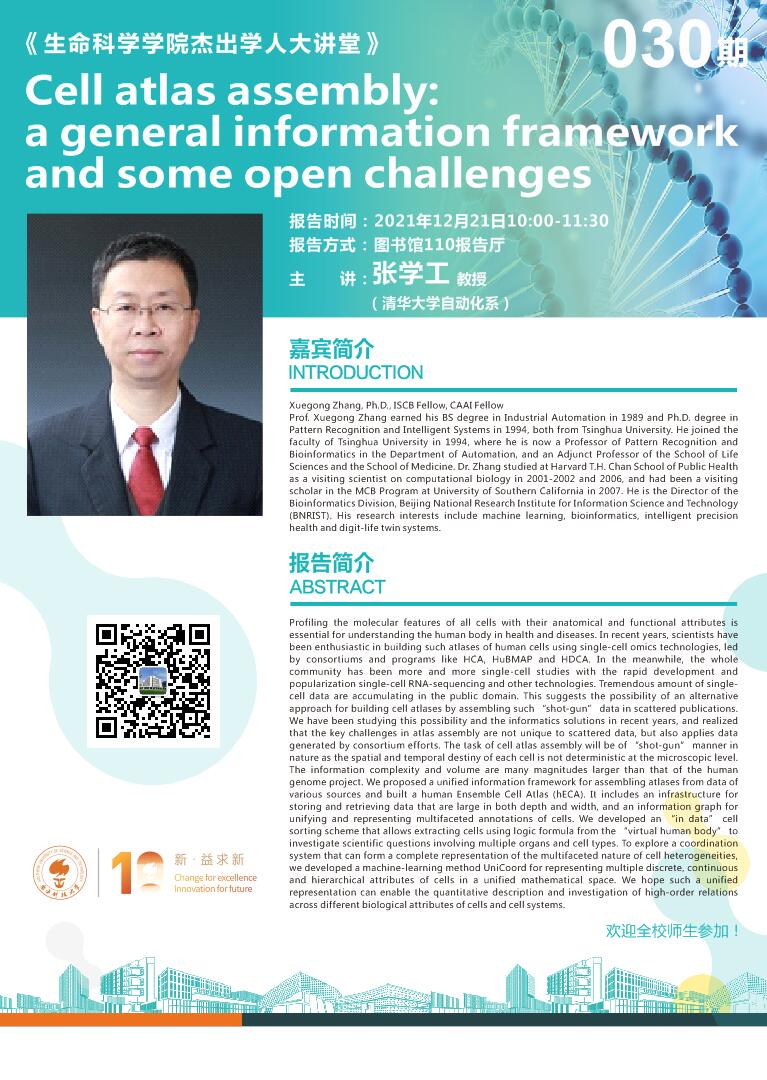 《生命科学学院杰出学人大讲堂》
030期
Cell atlas assembly:
a general information framework
and some open challenges
报告时间：2021年12月21日10:00-11:30
报告方式：图书馆110报告厅
主 讲：张学工 教授
（清华大学自动化系）
嘉宾简介
INTRODUCTION
Xuegong Zhang, Ph.D., ISCB Fellow, CAAI Fellow
Prof. Xuegong Zhang earned his BS degree in Industrial Automation in 1989 and Ph.D. degree in
Pattern Recognition and Intelligent Systems in 1994, both from Tsinghua University. He joined the
faculty of Tsinghua University in 1994, where he is now a Professor of Pattern Recognition and
Bioinformatics in the Department of Automation, and an Adjunct Professor of the School of Life
Sciences and the School of Medicine. Dr. Zhang studied at Harvard T.H. Chan School of Public Health
as a visiting scientist on computational biology in 2001-2002 and 2006, and had been a visiting
scholar in the MCB Program at University of Southern California in 2007. He is the Director of the
Bioinformatics Division, Beijing National Research Institute for Information Science and Technology
(BNRIST). His research interests include machine learning, bioinformatics, intelligent precision
health and digit-life twin systems.
报告简介
ABSTRACT
Profiling the molecular features of all cells with their anatomical and functional attributes is
essential for understanding the human body in health and diseases. In recent years, scientists have
been enthusiastic in building such atlases of human cells using single-cell omics technologies, led
by consortiums and programs like HCA, HuBMAP and HDCA. In the meanwhile, the whole
community has been more and more single-cell studies with the rapid development and
popularization single-cell RNA-sequencing and other technologies. Tremendous amount of single-
cell data are accumulating in the public domain. This suggests the possibility of an alternative
approach for building cell atlases by assembling such “shot-gun” data in scattered publications.
We have been studying this possibility and the informatics solutions in recent years, and realized
that the key challenges in atlas assembly are not unique to scattered data, but also applies data
generated by consortium efforts. The task of cell atlas assembly will be of “shot-gun” manner in
nature as the spatial and temporal destiny of each cell is not deterministic at the microscopic level.
The information complexity and volume are many magnitudes larger than that of the human
genome project. We proposed a unified information framework for assembling atlases from data of
various sources and built a human Ensemble Cell Atlas (hECA). It includes an infrastructure for
storing and retrieving data that are large in both depth and width, and an information graph for
unifying and representing multifaceted annotations of cells. We developed an “in data” cell
sorting scheme that allows extracting cells using logic formula from the “virtual human body” to
investigate scientific questions involving multiple organs and cell types. To explore a coordination
system that can form a complete representation of the multifaceted nature of cell heterogeneities,
we developed a machine-learning method UniCoord for representing multiple discrete, continuous
and hierarchical attributes of cells in a unified mathematical space. We hope such a unified
representation can enable the quantitative description and investigation of high-order relations
across different biological attributes of cells and cell systems.
新·益求新
Change for excellence
Innovation for future
欢迎全校师生参加！